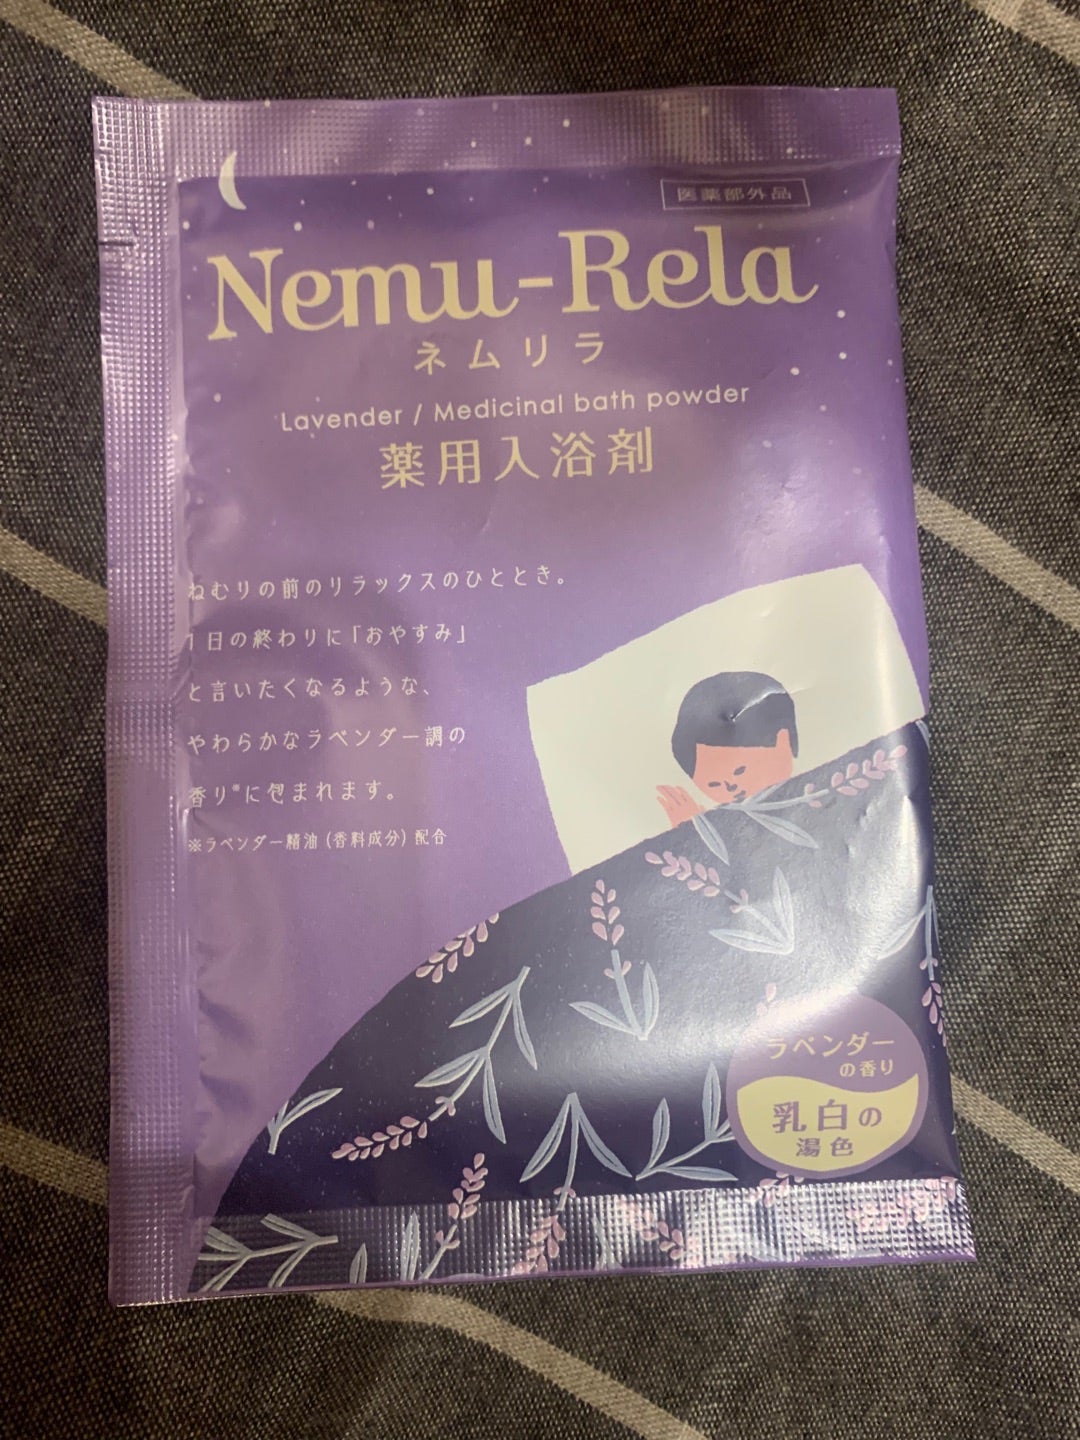 医薬部外品
Nemu-Rela
ネムリラ
Lavender / Medicinal bath powder
薬用入浴剤
ねむりの前のリラックスのひととき。
1日の終わりに「おやすみ」
と言いたくなるような、
やわらかなラベンダー調の
香り※に包まれます。
※ラベンダー精油（香料成分）配合
ラベンダー
の香り
乳白の
湯色